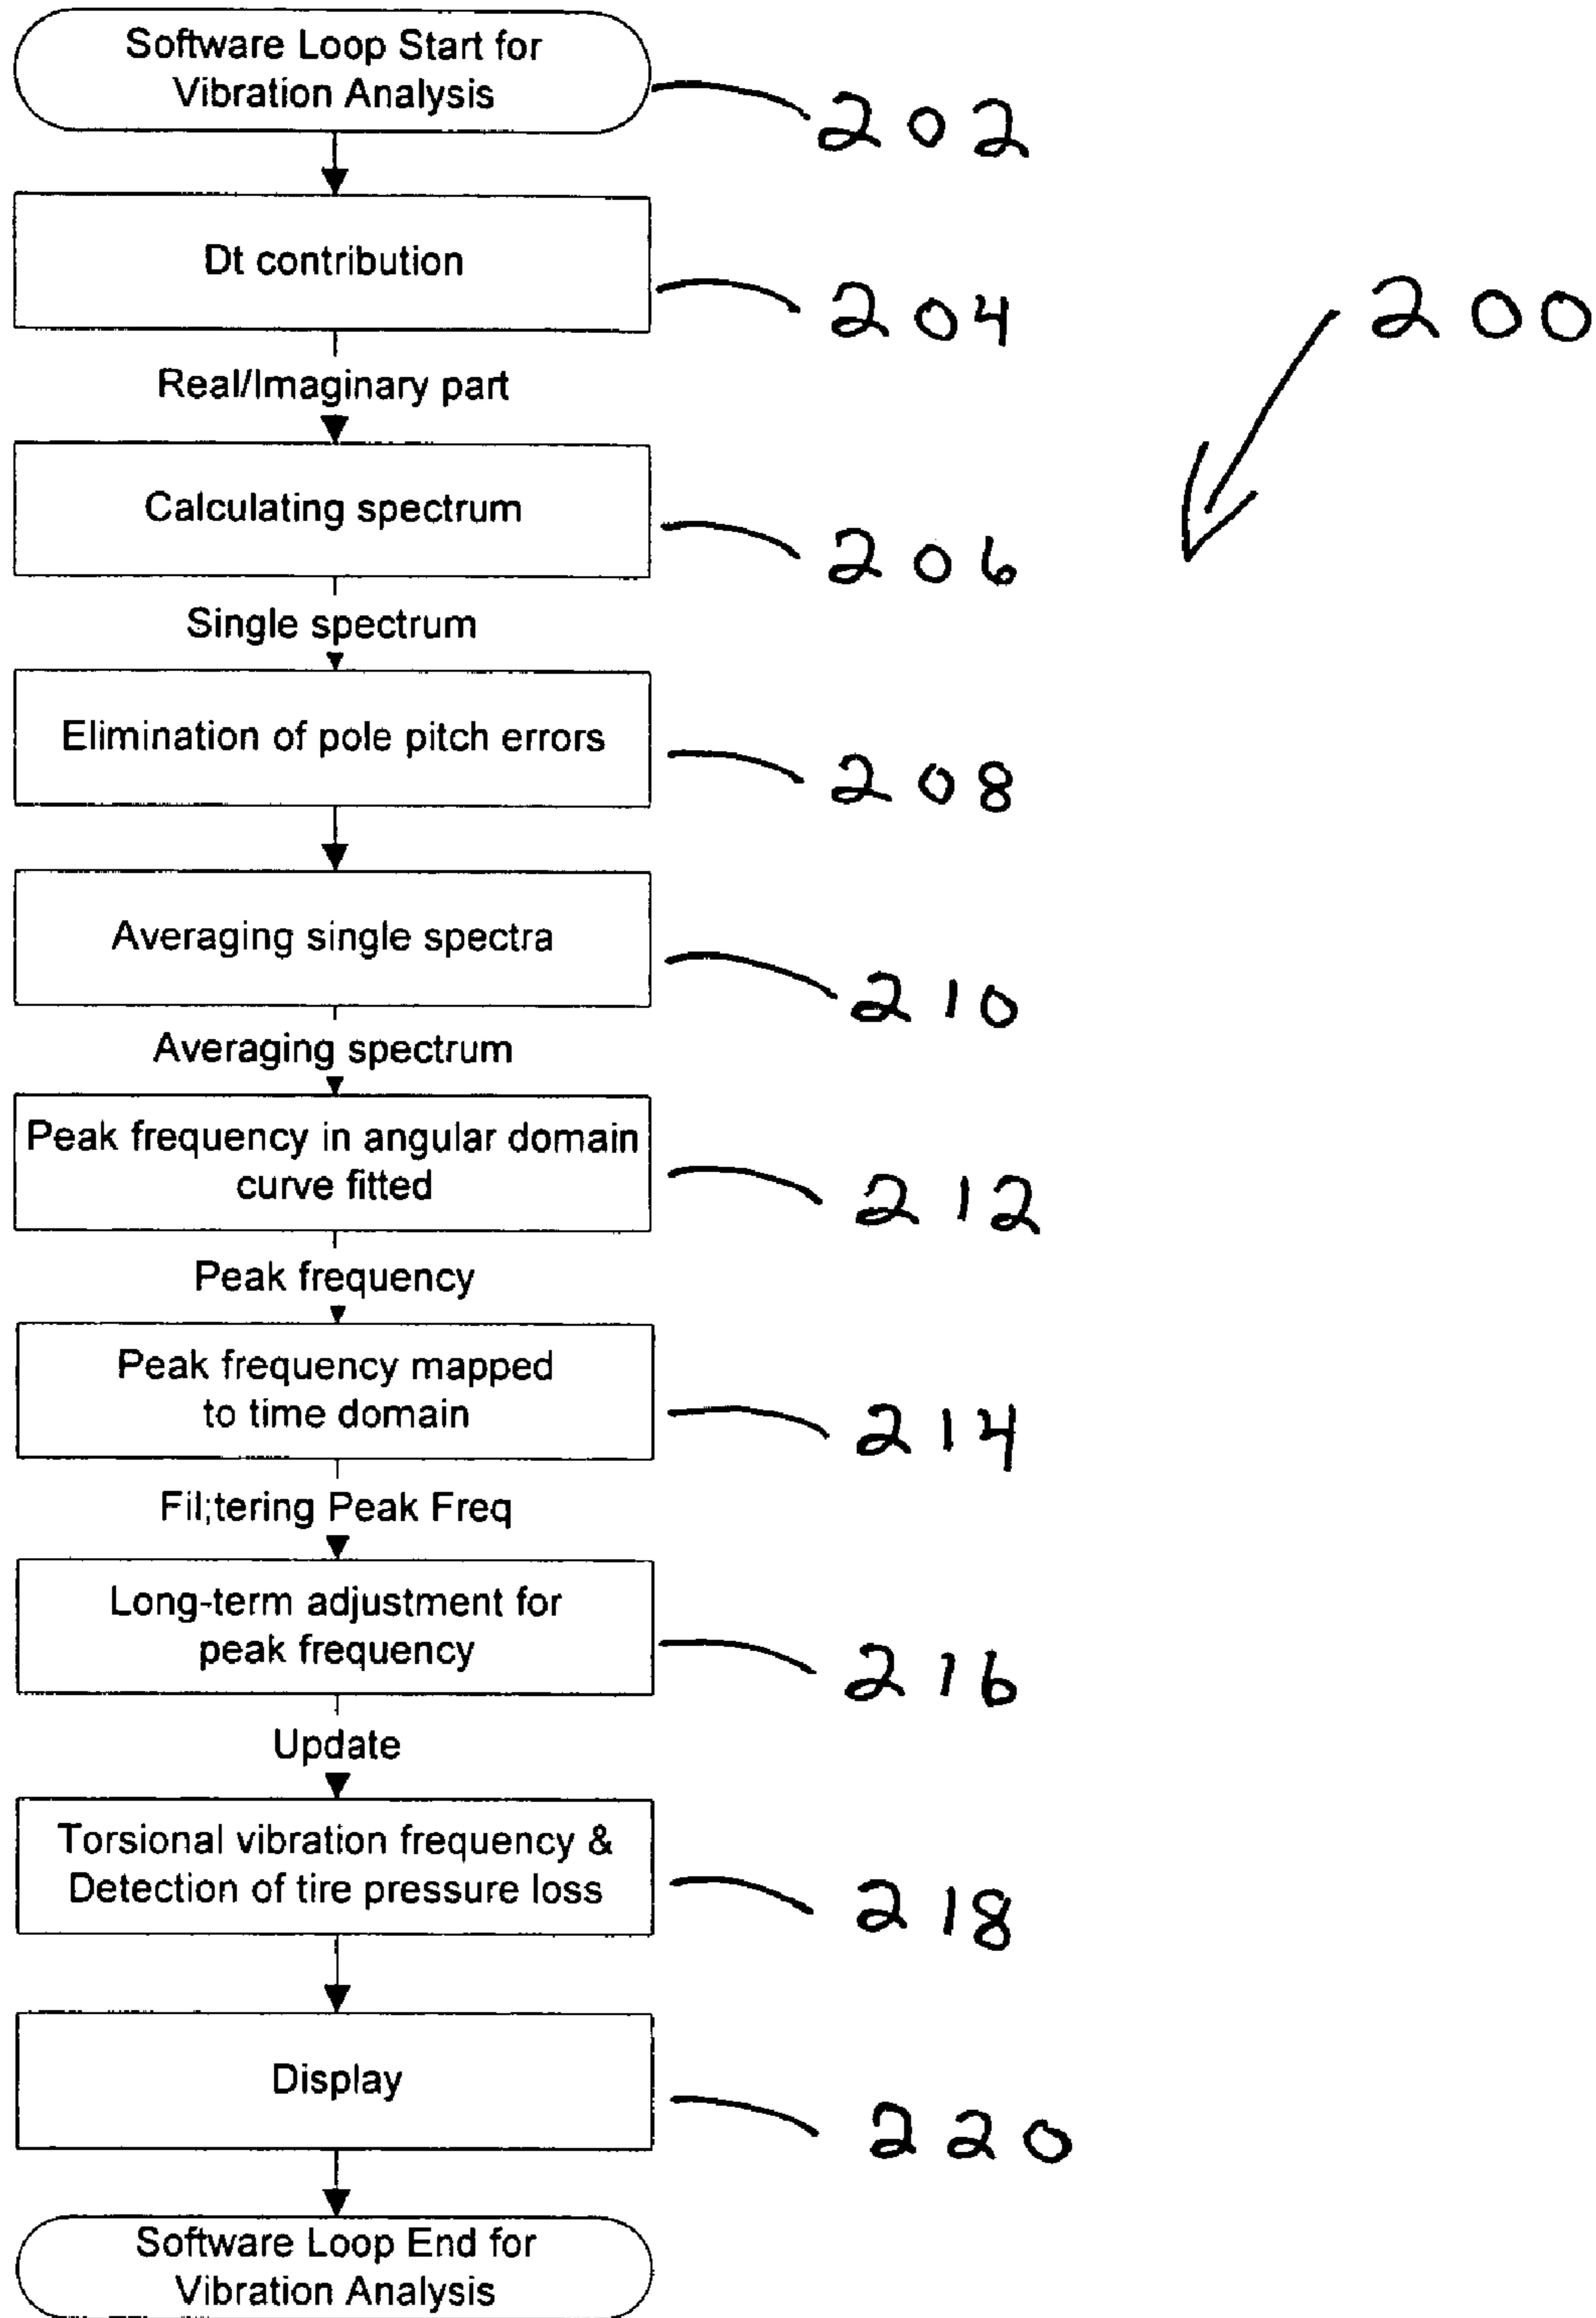 Software Loop Start for
Vibration Analysis
202
Dt contribution
204
200
Real/Imaginary part
Calculating spectrum
206
Single spectrum
Elimination of pole pitch errors
208
Averaging single spectra
210
Averaging spectrum
Peak frequency in angular domain
curve fitted
212
Peak frequency
Peak frequency mapped
to time domain
214
Fil;tering Peak Freq
Long-term adjustment for
peak frequency
216
Update
Torsional vibration frequency &
Detection of tire pressure loss
218
Display
220
Software Loop End for
Vibration Analysis